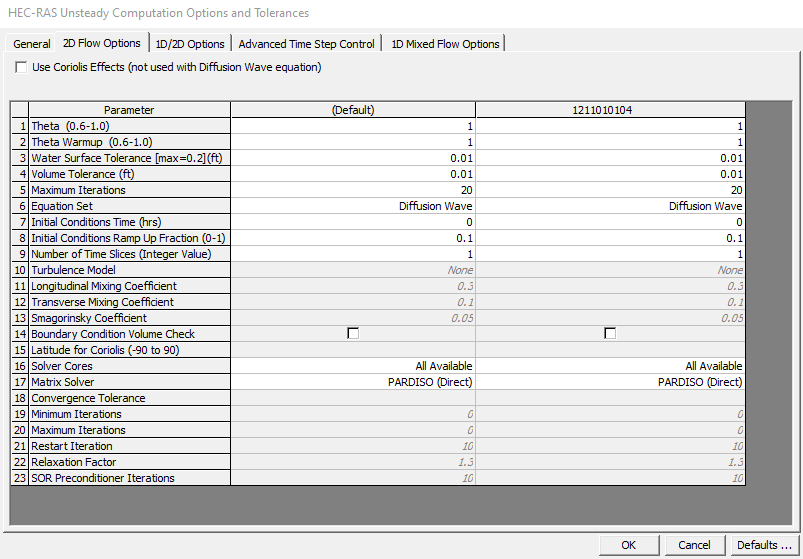 HEC-RAS Unsteady Computation Options and Tolerances
General 2D Flow Options 1D/2D Options Advanced Time Step Control 1D Mixed Flow Options
Use Coriolis Effects (not used with Diffusion Wave equation)
Parameter (Default) 1211010104
1 Theta (0.6-1.0) 1 1
2 Theta Warmup (0.6-1.0) 1 1
3 Water Surface Tolerance [max=0.2](ft) 0.01 0.01
4 Volume Tolerance (ft) 0.01 0.01
5 Maximum Iterations 20 20
6 Equation Set Diffusion Wave Diffusion Wave
7 Initial Conditions Time (hrs) 0 0
8 Initial Conditions Ramp Up Fraction (0-1) 0.1 0.1
9 Number of Time Slices (Integer Value) 1 1
10 Turbulence Model None None
11 Longitudinal Mixing Coefficient 0.3 0.3
12 Transverse Mixing Coefficient 0.1 0.1
13 Smagorinsky Coefficient 0.05 0.05
14 Boundary Condition Volume Check
15 Latitude for Coriolis (-90 to 90)
16 Solver Cores All Available All Available
17 Matrix Solver PARDISO (Direct) PARDISO (Direct)
18 Convergence Tolerance
19 Minimum Iterations 0 0
20 Maximum Iterations 0 0
21 Restart Iteration 10 10
22 Relaxation Factor 1.3 1.3
23 SOR Preconditioner Iterations 10 10
OK Cancel Defaults ...